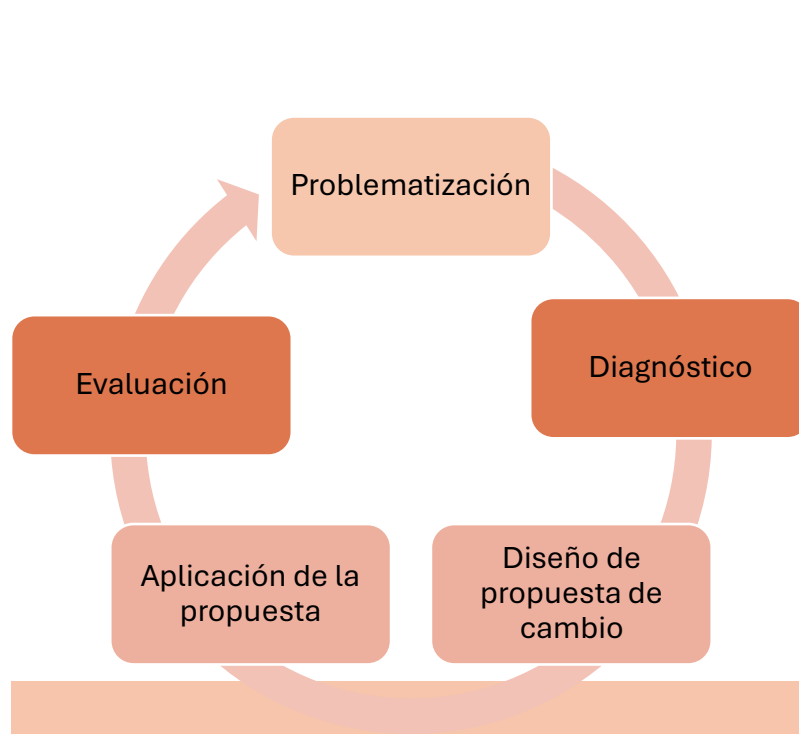 Problematización
Diagnóstico
Diseño de
propuesta de
cambio
Aplicación de la
propuesta
Evaluación